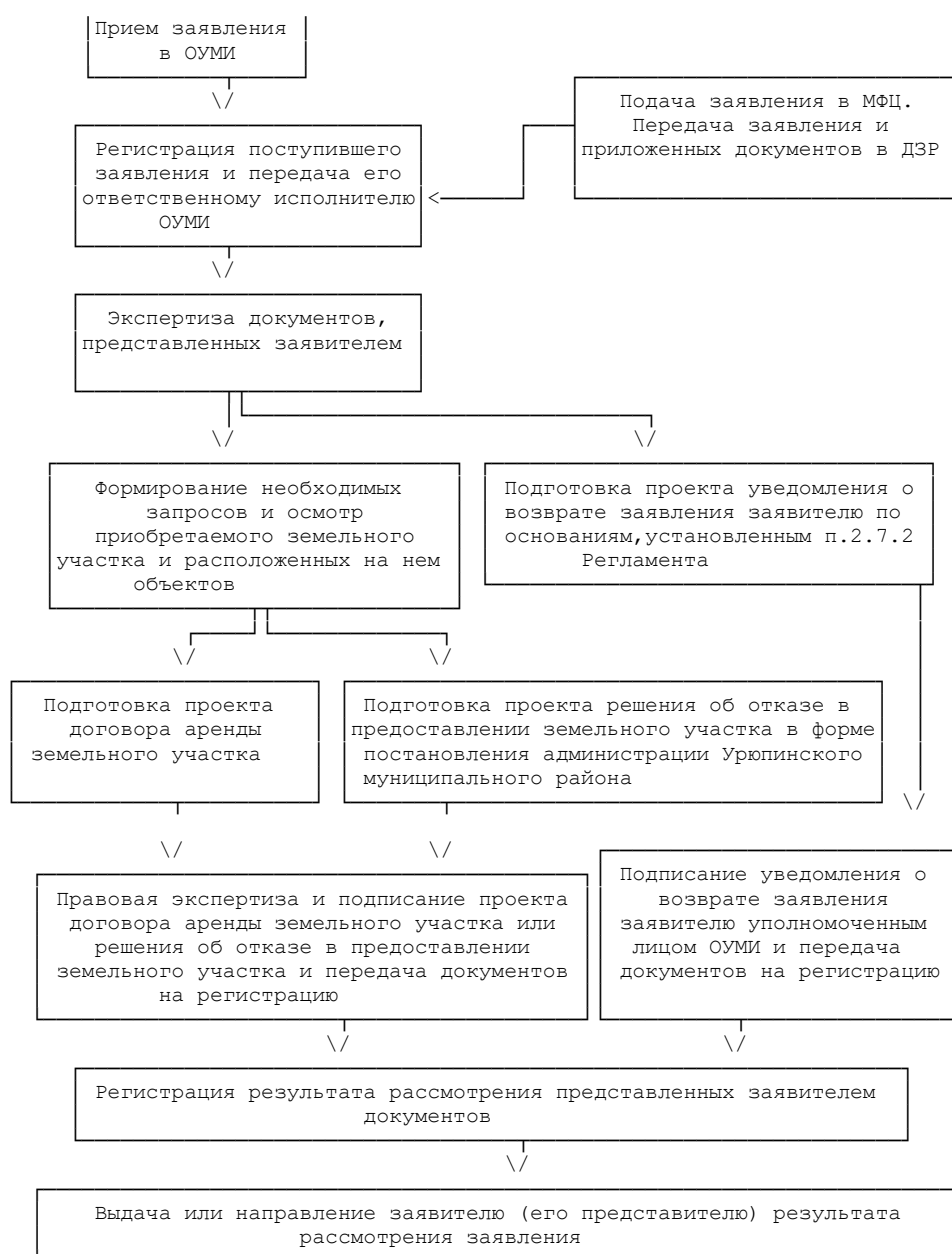 Прием заявления
в ОУМИ
Подача заявления в МФЦ.
Передача заявления и
приложенных документов в ДЗР
Регистрация поступившего
заявления и передача его
ответственному исполнителю
ОУМИ
Экспертиза документов,
представленных заявителем
Формирование необходимых
запросов и осмотр
приобретаемого земельного
участка и расположенных на нем
объектов
Подготовка проекта уведомления о
возврате заявления заявителю по
основаниям,установленным п.2.7.2
Регламента
Подготовка проекта
договора аренды
земельного участка
Подготовка проекта решения об отказе в
предоставлении земельного участка в форме
постановления администрации Урюпинского
муниципального района
Правовая экспертиза и подписание проекта
договора аренды земельного участка или
решения об отказе в предоставлении
земельного участка и передача документов
на регистрацию
Подписание уведомления о
возврате заявления
заявителю уполномоченным
лицом ОУМИ и передача
документов на регистрацию
Регистрация результата рассмотрения представленных заявителем
документов
Выдача или направление заявителю (его представителю) результата
рассмотрения заявления